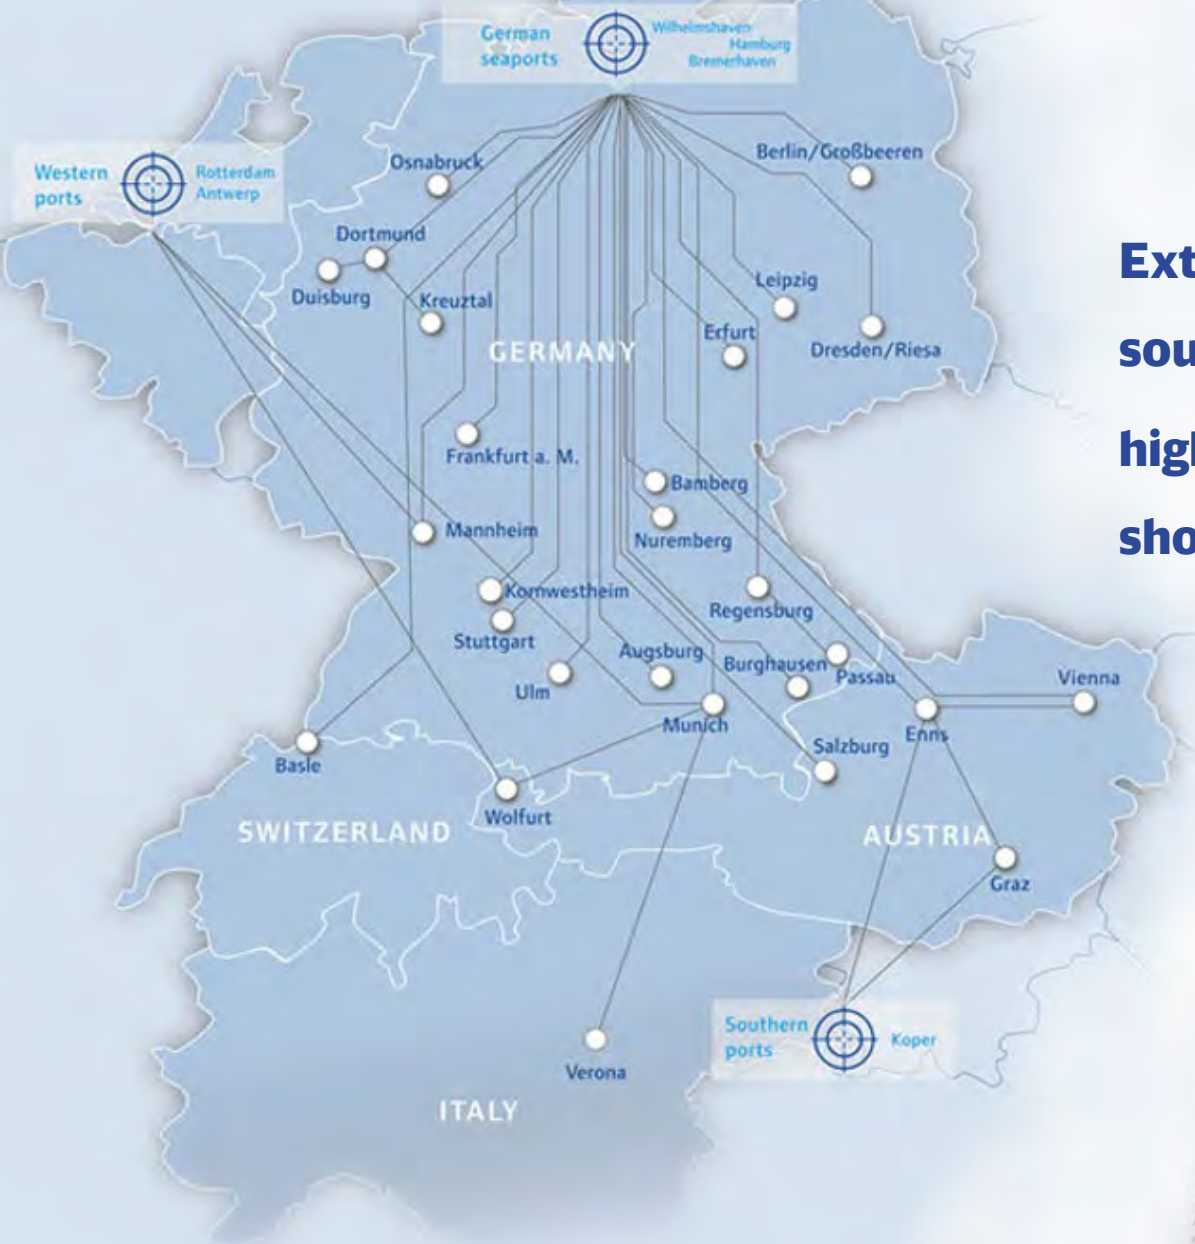 German
seaports
Wilhelmshaven
Hamburg
Bremerhaven
Western
ports
Rotterdam
Antwerp
Osnabruck
Berlin/Großbeeren
Dortmund
Duisburg
Kreuztal
Leipzig
Erfurt
Dresden/Riesa
GERMANY
Frankfurt a. M.
Bamberg
Mannheim
Nuremberg
Kornwestheim
Regensburg
Stuttgart
Augsburg
Burghausen
Passau
Vienna
Ulm
Munich
Enns
Salzburg
Basle
Wolfurt
SWITZERLAND
AUSTRIA
Graz
Southern
ports
Koper
Verona
ITALY
Ext
sou
high
sho